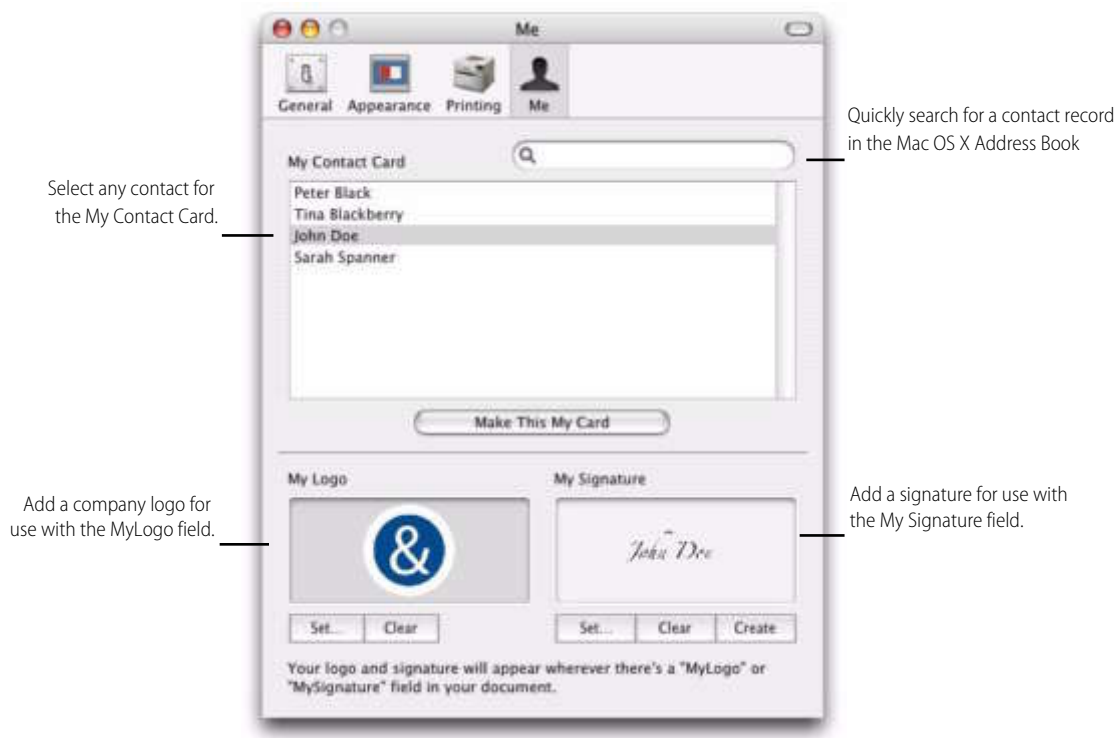 Me
General Appearance Printing Me
Quickly search for a contact record
in the Mac OS X Address Book
My Contact Card
Select any contact for
the My Contact Card.
Peter Black
Tina Blackberry
John Doe
Sarah Spanner
Make This My Card
My Logo
My Signature
Add a company logo for
use with the MyLogo field.
&
John Doe
Add a signature for use with
the My Signature field.
Set... Clear
Set... Clear Create
Your logo and signature will appear wherever there's a "MyLogo" or
"MySignature" field in your document.